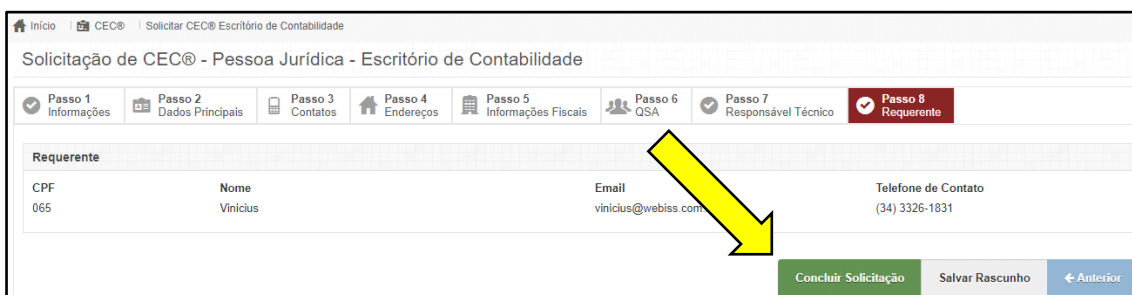 Início CEC® Solicitar CEC® Escritório de Contabilidade
Solicitação de CEC® - Pessoa Jurídica - Escritório de Contabilidade
Passo 1 Passo 2 Passo 3 Passo 4 Passo 5 Passo 6 Passo 7 Passo 8
Informações Dados Principais Contatos Endereços Informações Fiscais QSA Responsável Técnico Requerente
Requerente
CPF Nome Email Telefone de Contato
065 Vinicius vinicius@webiss.com (34) 3326-1831
Concluir Solicitação Salvar Rascunho Anterior